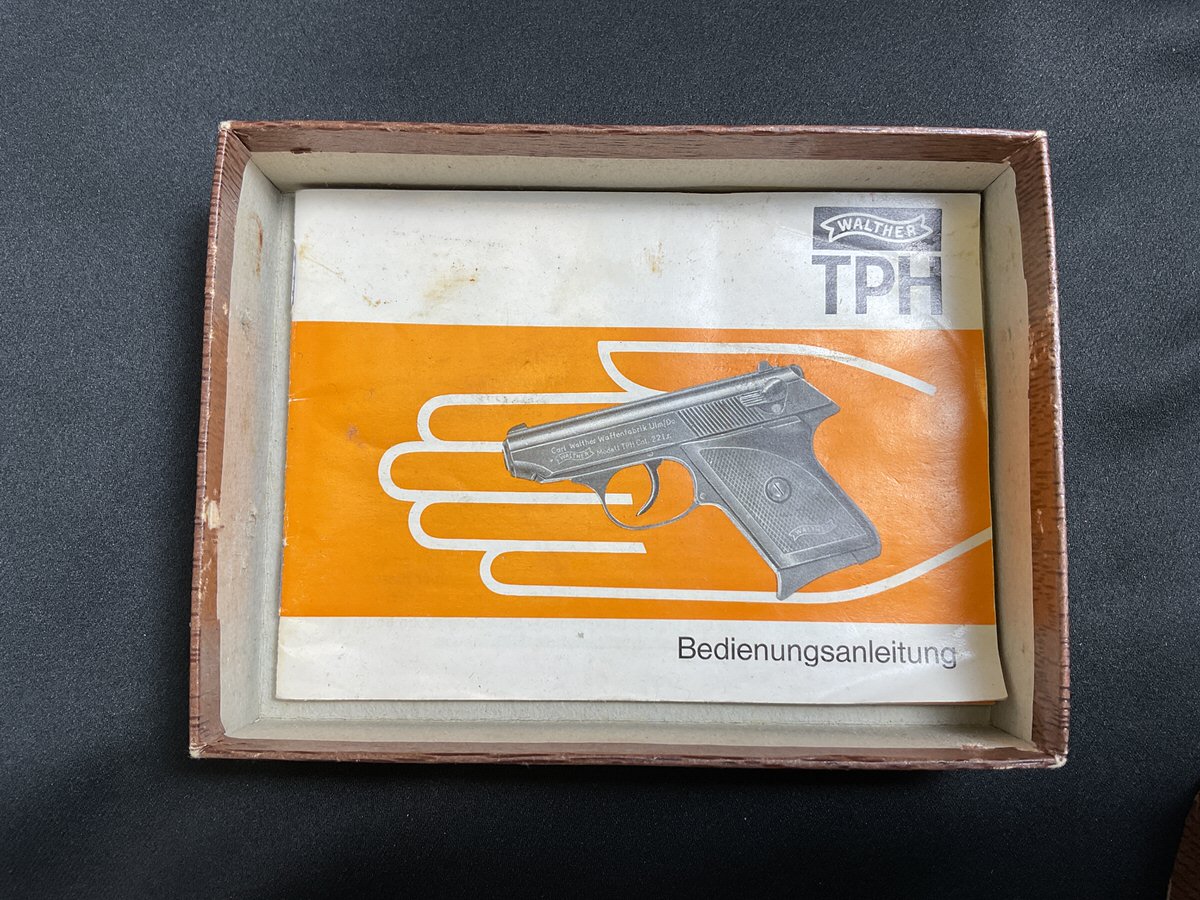 WALTHER
TPH
Carl Walther Waffenfabrik Ulm/Do
WALTHER Modell TPH Cal. .22 l.r.
Bedienungsanleitung